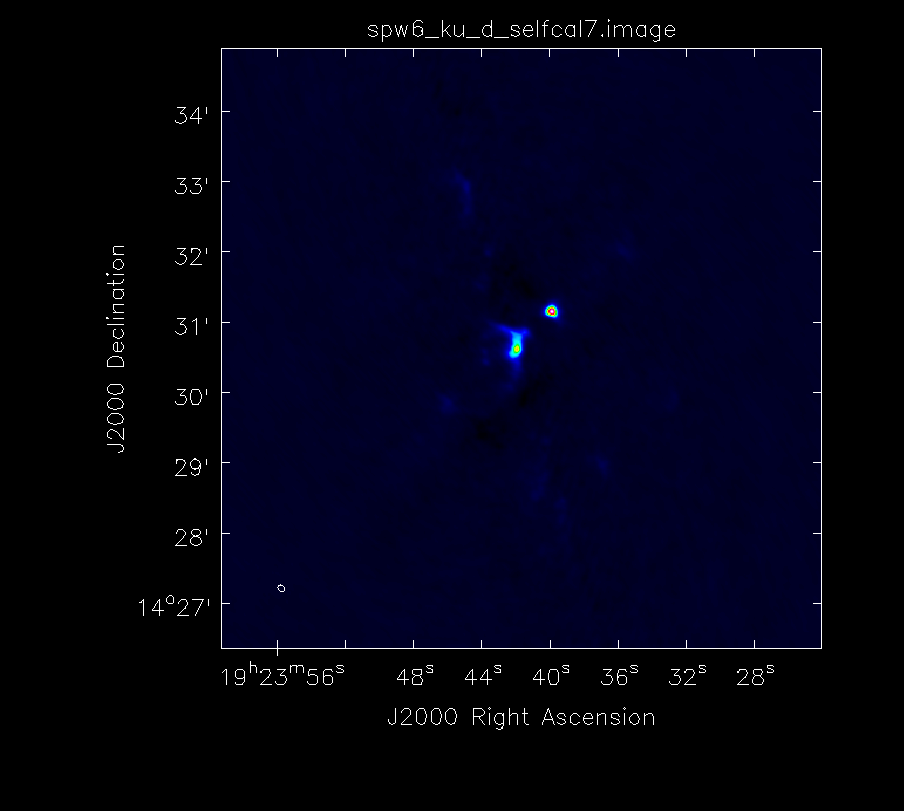 spw6_ku_d_selfcal7.image
34'
33'
32'
31'
30'
29'
28'
14°27'
19ʰ23ᵐ56ˢ 48ˢ 44ˢ 40ˢ 36ˢ 32ˢ 28ˢ
J2000 Declination
J2000 Right Ascension